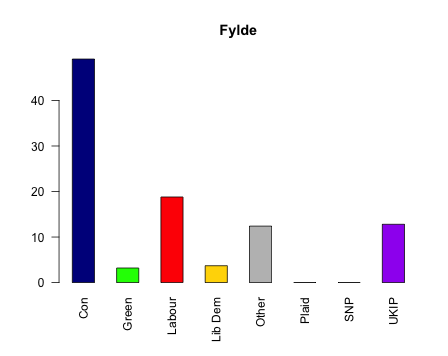 Fylde
40
30
20
10
0
Con
Green
Labour
Lib Dem
Other
Plaid
SNP
UKIP